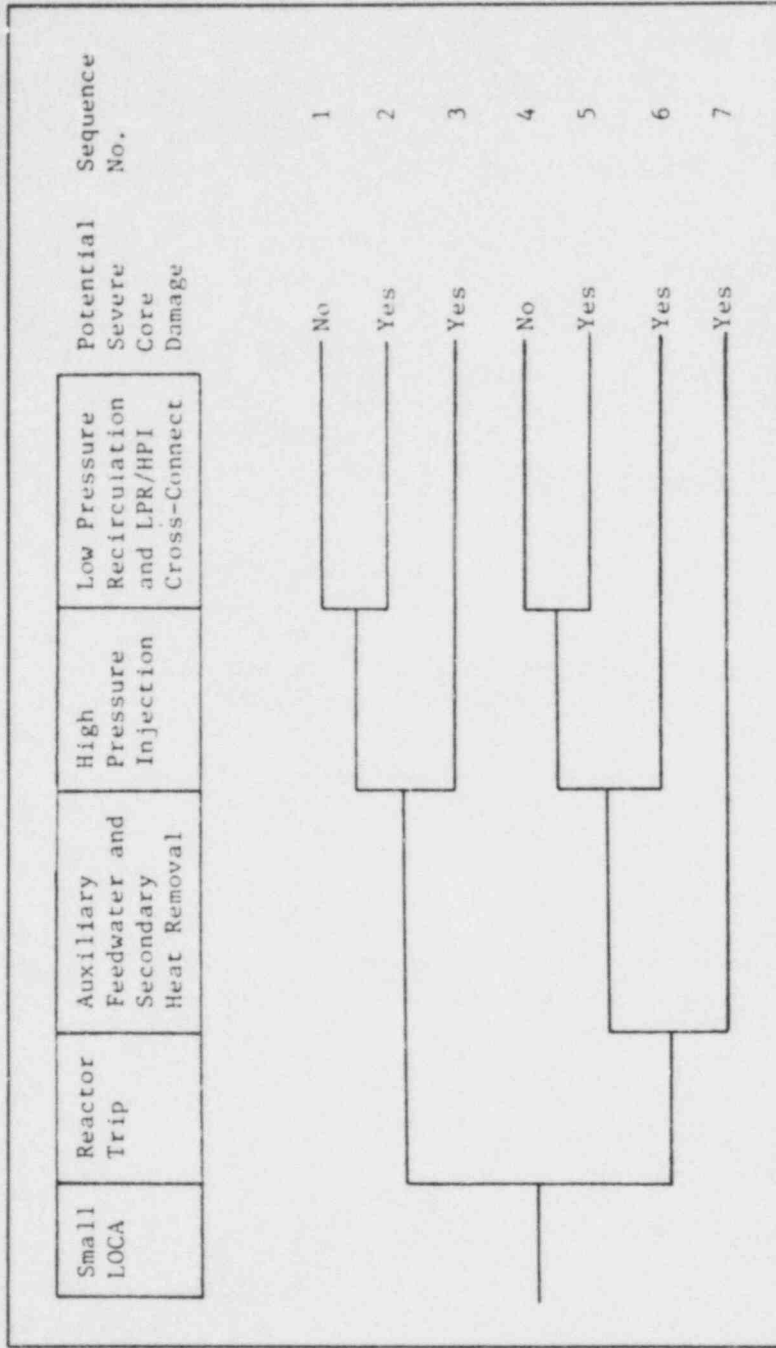 Small
LOCA
Reactor
Trip
Auxiliary
Feedwater and
Secondary
Heat Removal
High
Pressure
Injection
Low Pressure
Recirculation
and LPR/HPI
Cross-Connect
Potential
Severe
Core
Damage
Sequence
No.
No 1
Yes 2
Yes 3
No 4
Yes 5
Yes 6
Yes 7